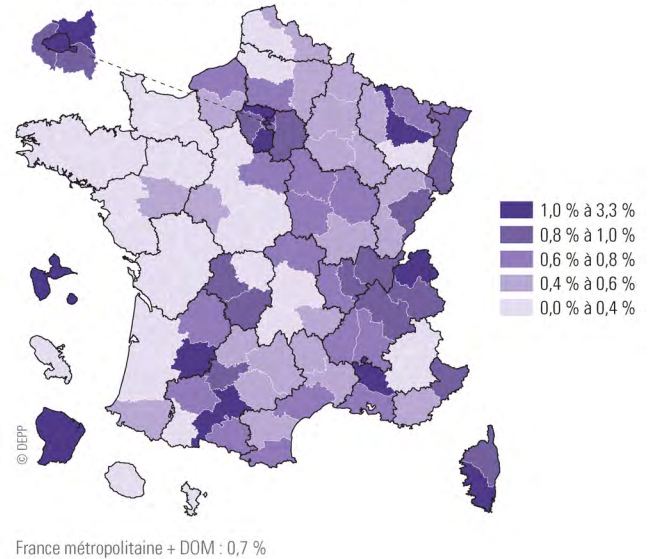 1,0 % à 3,3 %
0,8 % à 1,0 %
0,6 % à 0,8 %
0,4 % à 0,6 %
0,0 % à 0,4 %
© DEPP
France métropolitaine + DOM : 0,7 %